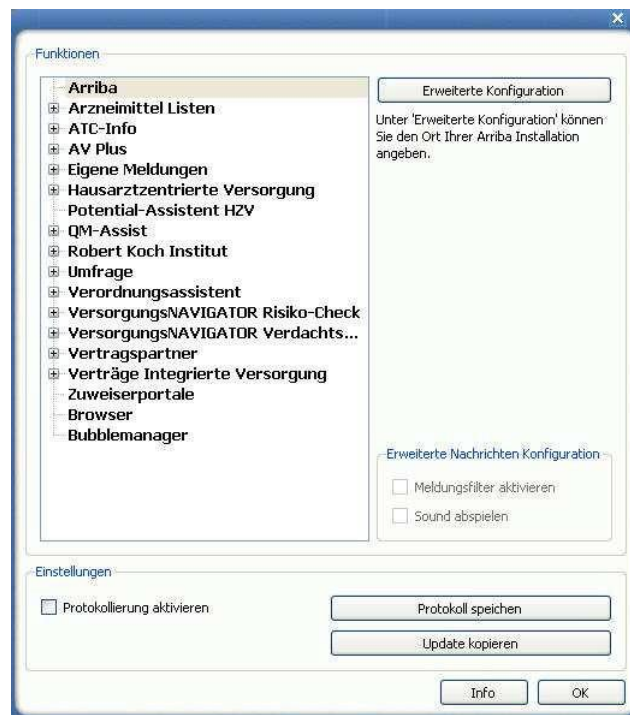 Funktionen
Arriba
Arzneimittel Listen
ATC-Info
AV Plus
Eigene Meldungen
Hausarztzentrierte Versorgung
Potential-Assistent HZV
QM-Assist
Robert Koch Institut
Umfrage
Verordnungsassistent
VersorgungsNAVIGATOR Risiko-Check
VersorgungsNAVIGATOR Verdachts...
Vertragspartner
Verträge Integrierte Versorgung
Zuweiserportale
Browser
Bubblemanager
Erweiterte Konfiguration
Unter 'Erweiterte Konfiguration' können
Sie den Ort Ihrer Arriba Installation
angeben.
Erweiterte Nachrichten Konfiguration
Meldungsfilter aktivieren
Sound abspielen
Einstellungen
Protokollierung aktivieren
Protokoll speichen
Update kopieren
Info
OK